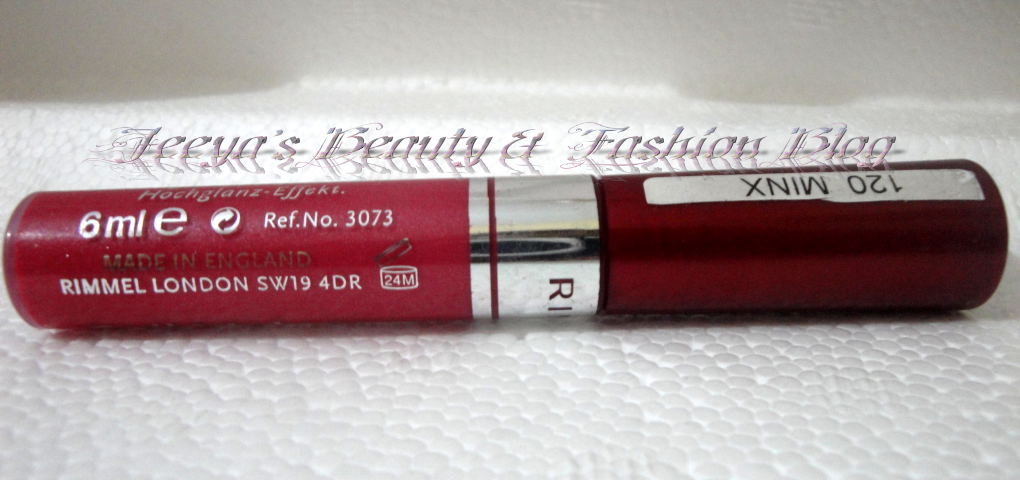 Jeeya's Beauty & Fashion Blog
Hochglanz-Effekt.
6ml e Ref.No. 3073
MADE IN ENGLAND
RIMMEL LONDON SW19 4DR
24M
120 MINX